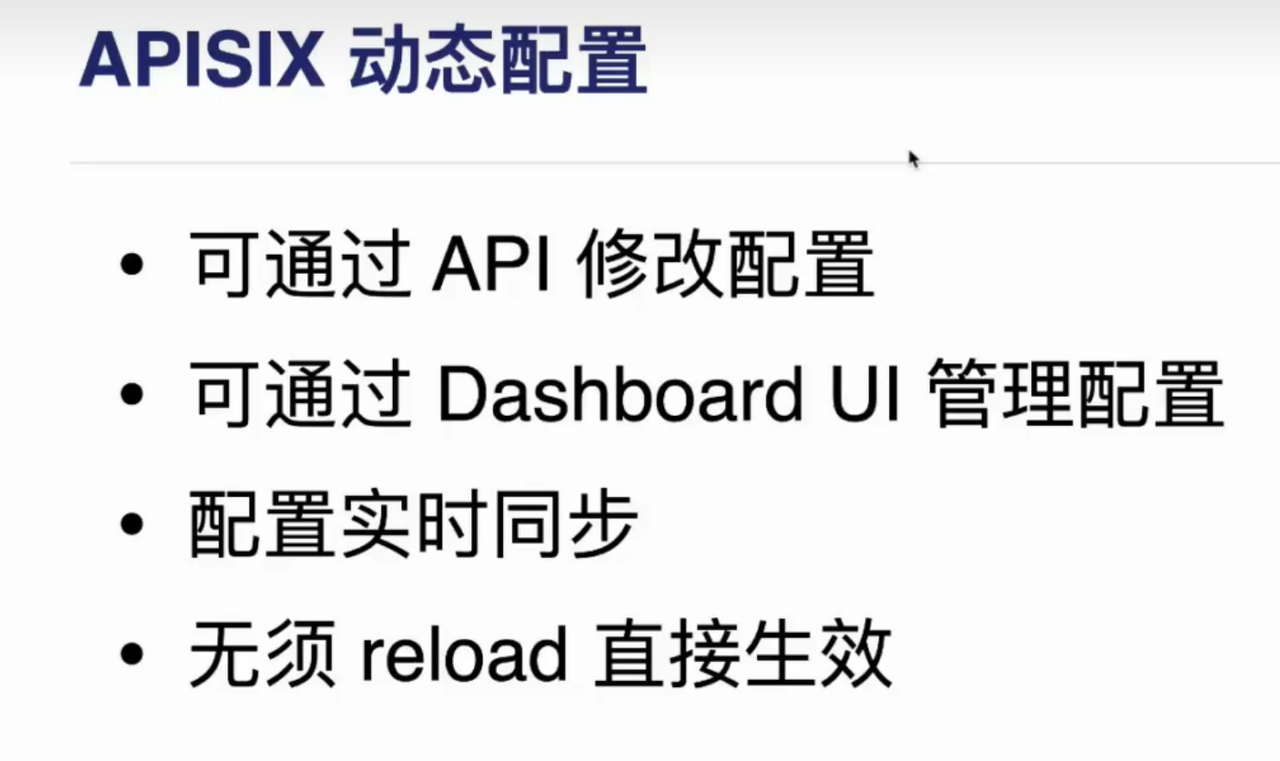 APISIX 动态配置
• 可通过 API 修改配置
• 可通过 Dashboard UI 管理配置
• 配置实时同步
• 无须 reload 直接生效